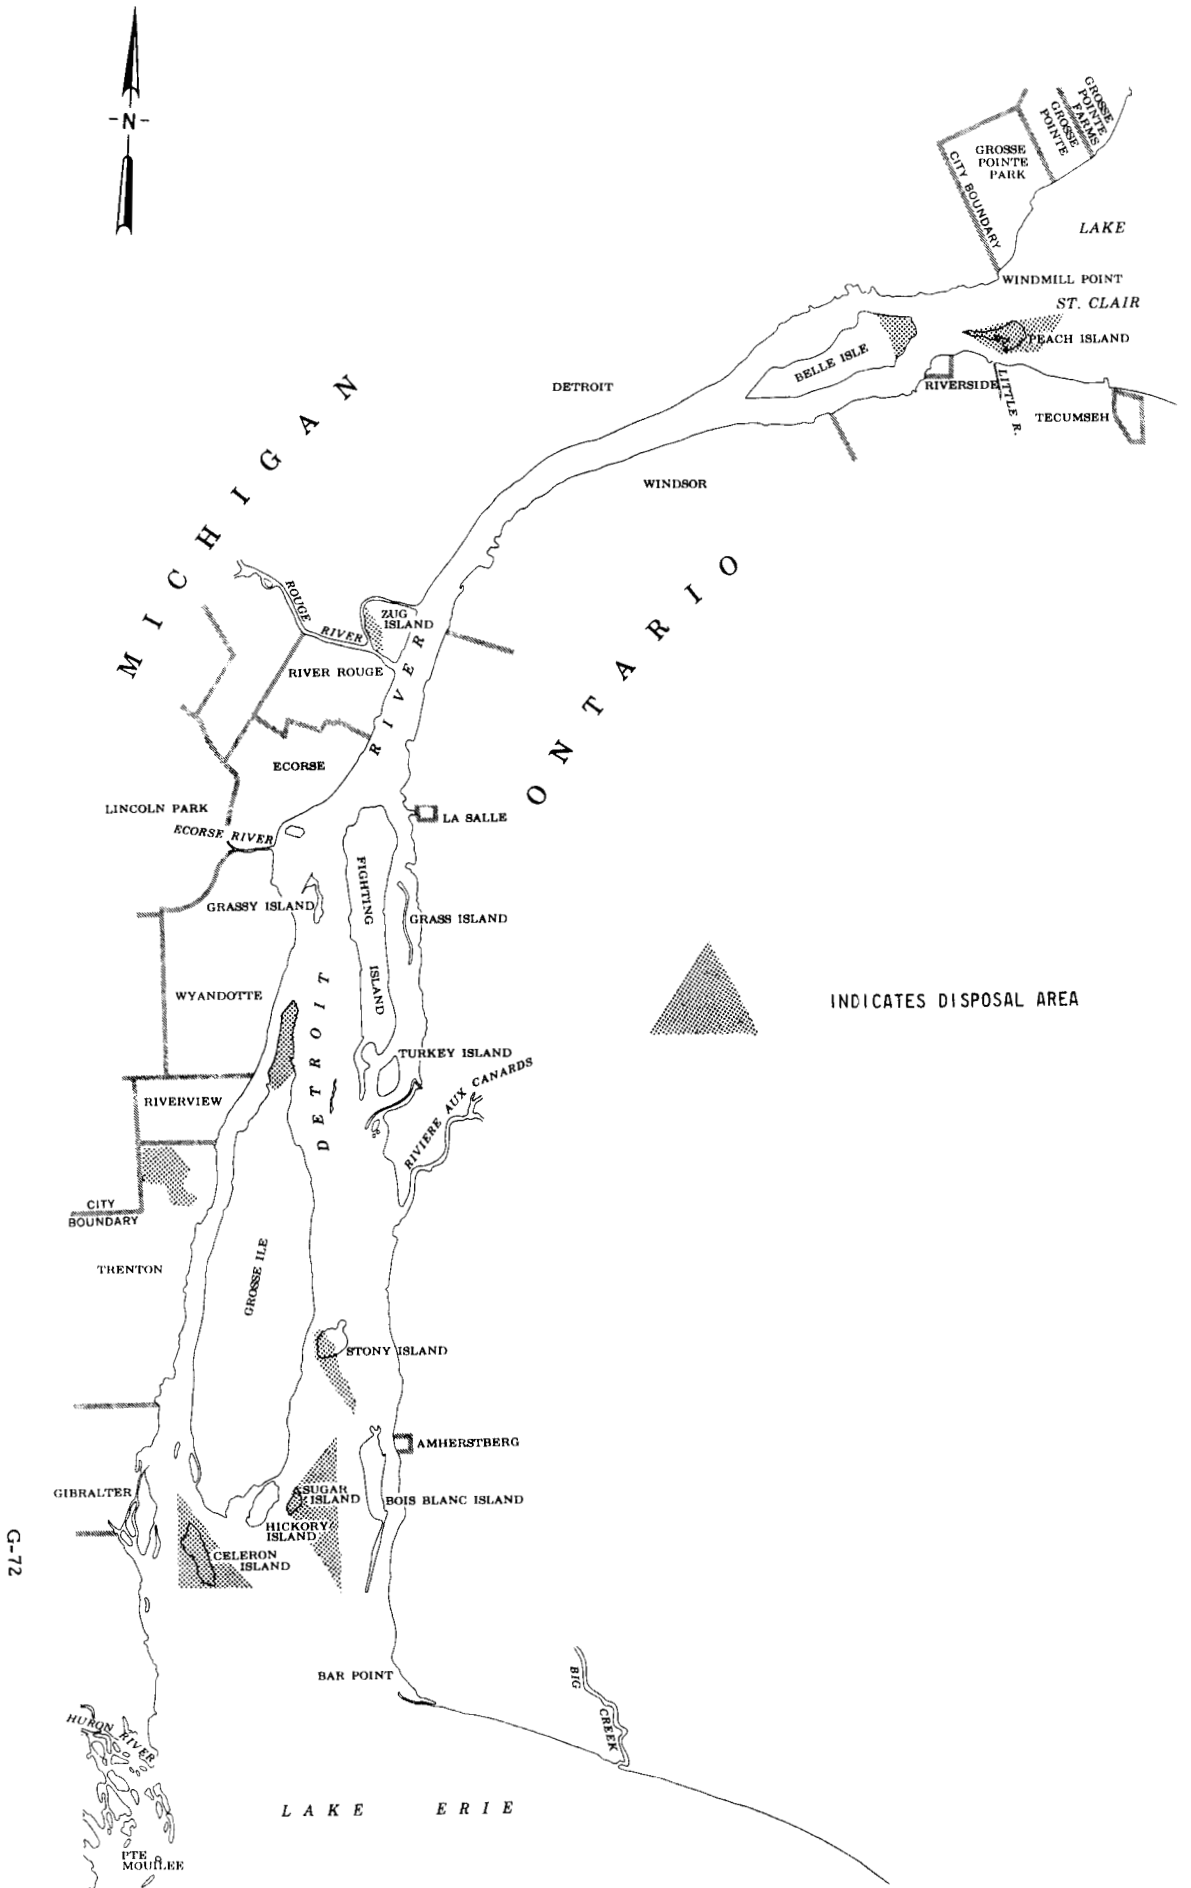 -N-
GROSSE
POINTE
FARMS
GROSSE
POINTE
GROSSE
POINTE
PARK
CITY BOUNDARY
LAKE
WINDMILL POINT
ST. CLAIR
PEACH ISLAND
BELLE ISLE
RIVERSIDE
LITTLE R.
TECUMSEH
DETROIT
WINDSOR
MICHIGAN
ONTARIO
ROUGE
RIVER
ZUG
ISLAND
RIVER
RIVER ROUGE
ECORSE
LINCOLN PARK
ECORSE RIVER
LA SALLE
FIGHTING
ISLAND
GRASSY ISLAND
GRASS ISLAND
WYANDOTTE
DETROIT
INDICATES DISPOSAL AREA
TURKEY ISLAND
RIVIERE AUX CANARDS
RIVERVIEW
CITY
BOUNDARY
TRENTON
GROSSE ILE
STONY ISLAND
AMHERSTBERG
GIBRALTER
SUGAR
ISLAND
BOIS BLANC ISLAND
HICKORY
ISLAND
CELERON
ISLAND
G-72
BAR POINT
BIG
CREEK
HURON RIVER
LAKE ERIE
PTE
MOUILEE